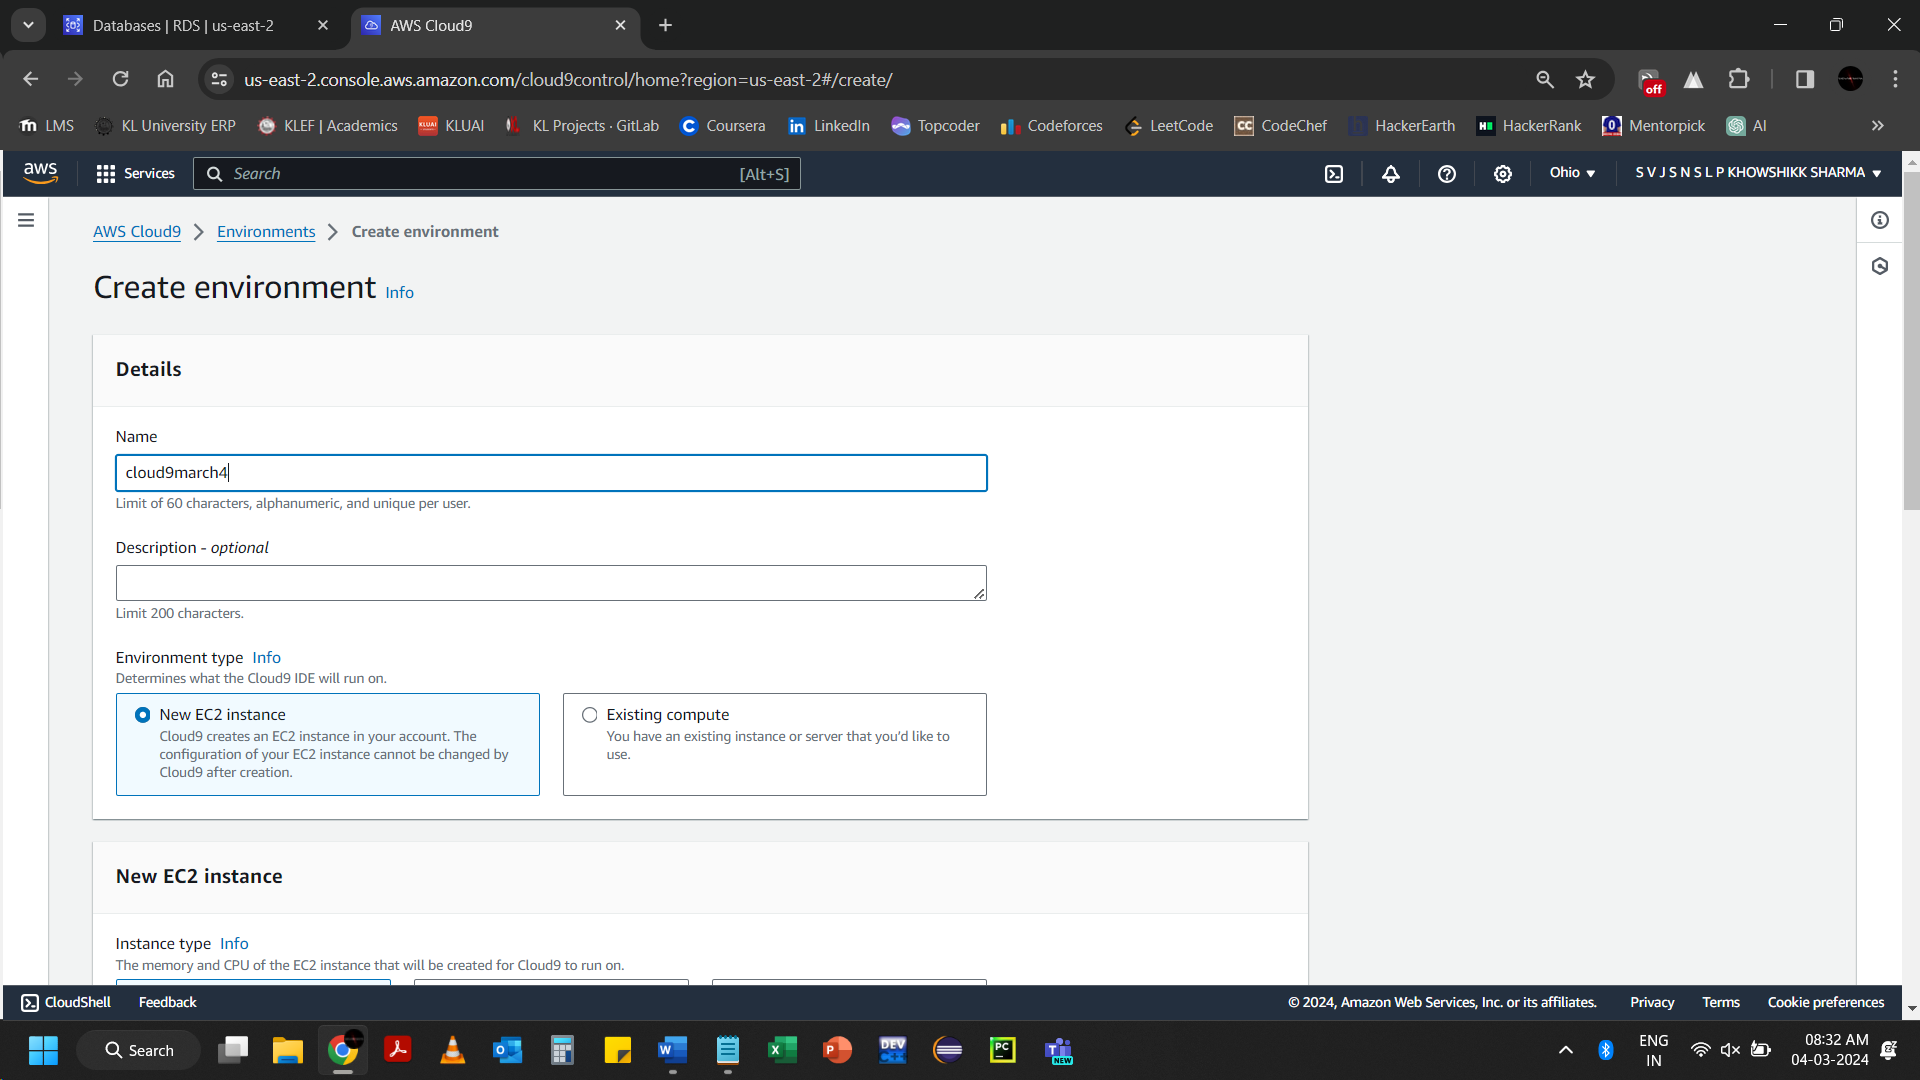 Databases | RDS | us-east-2
AWS Cloud9
us-east-2.console.aws.amazon.com/cloud9control/home?region=us-east-2#/create/
off
LMS
KL University ERP
KLEF | Academics
KLUAI
KL Projects · GitLab
Coursera
LinkedIn
Topcoder
Codeforces
LeetCode
CodeChef
HackerEarth
HackerRank
Mentorpick
AI
aws
Services
Search
[Alt+S]
Ohio
S V J S N S L P KHOWSHIKK SHARMA
AWS Cloud9
Environments
Create environment
Create environment Info
Details
Name
cloud9march4
Limit of 60 characters, alphanumeric, and unique per user.
Description - optional
Limit 200 characters.
Environment type Info
Determines what the Cloud9 IDE will run on.
New EC2 instance
Cloud9 creates an EC2 instance in your account. The
configuration of your EC2 instance cannot be changed by
Cloud9 after creation.
Existing compute
You have an existing instance or server that you'd like to
use.
New EC2 instance
Instance type Info
The memory and CPU of the EC2 instance that will be created for Cloud9 to run on.
CloudShell
Feedback
© 2024, Amazon Web Services, Inc. or its affiliates.
Privacy
Terms
Cookie preferences
Search
DEV
PC
NEW
ENG
IN
08:32 AM
04-03-2024